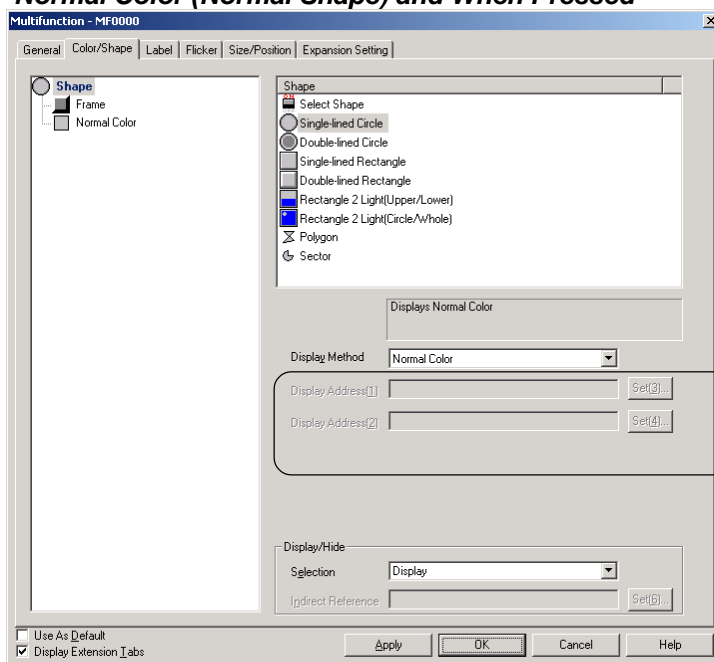 Normal Color (Normal Shape) and When Pressed
Multifunction - MF0000
General Color/Shape Label Flicker Size/Position Expansion Setting
Shape
Frame
Normal Color
Shape
Select Shape
Single-lined Circle
Double-lined Circle
Single-lined Rectangle
Double-lined Rectangle
Rectangle 2 Light(Upper/Lower)
Rectangle 2 Light(Circle/Whole)
Polygon
Sector
Displays Normal Color
Display Method Normal Color
Display Address(1) Set(3)...
Display Address(2) Set(4)...
Display/Hide
Selection Display
Indirect Reference Set(6)...
Use As Default
Display Extension Tabs
Apply OK Cancel Help